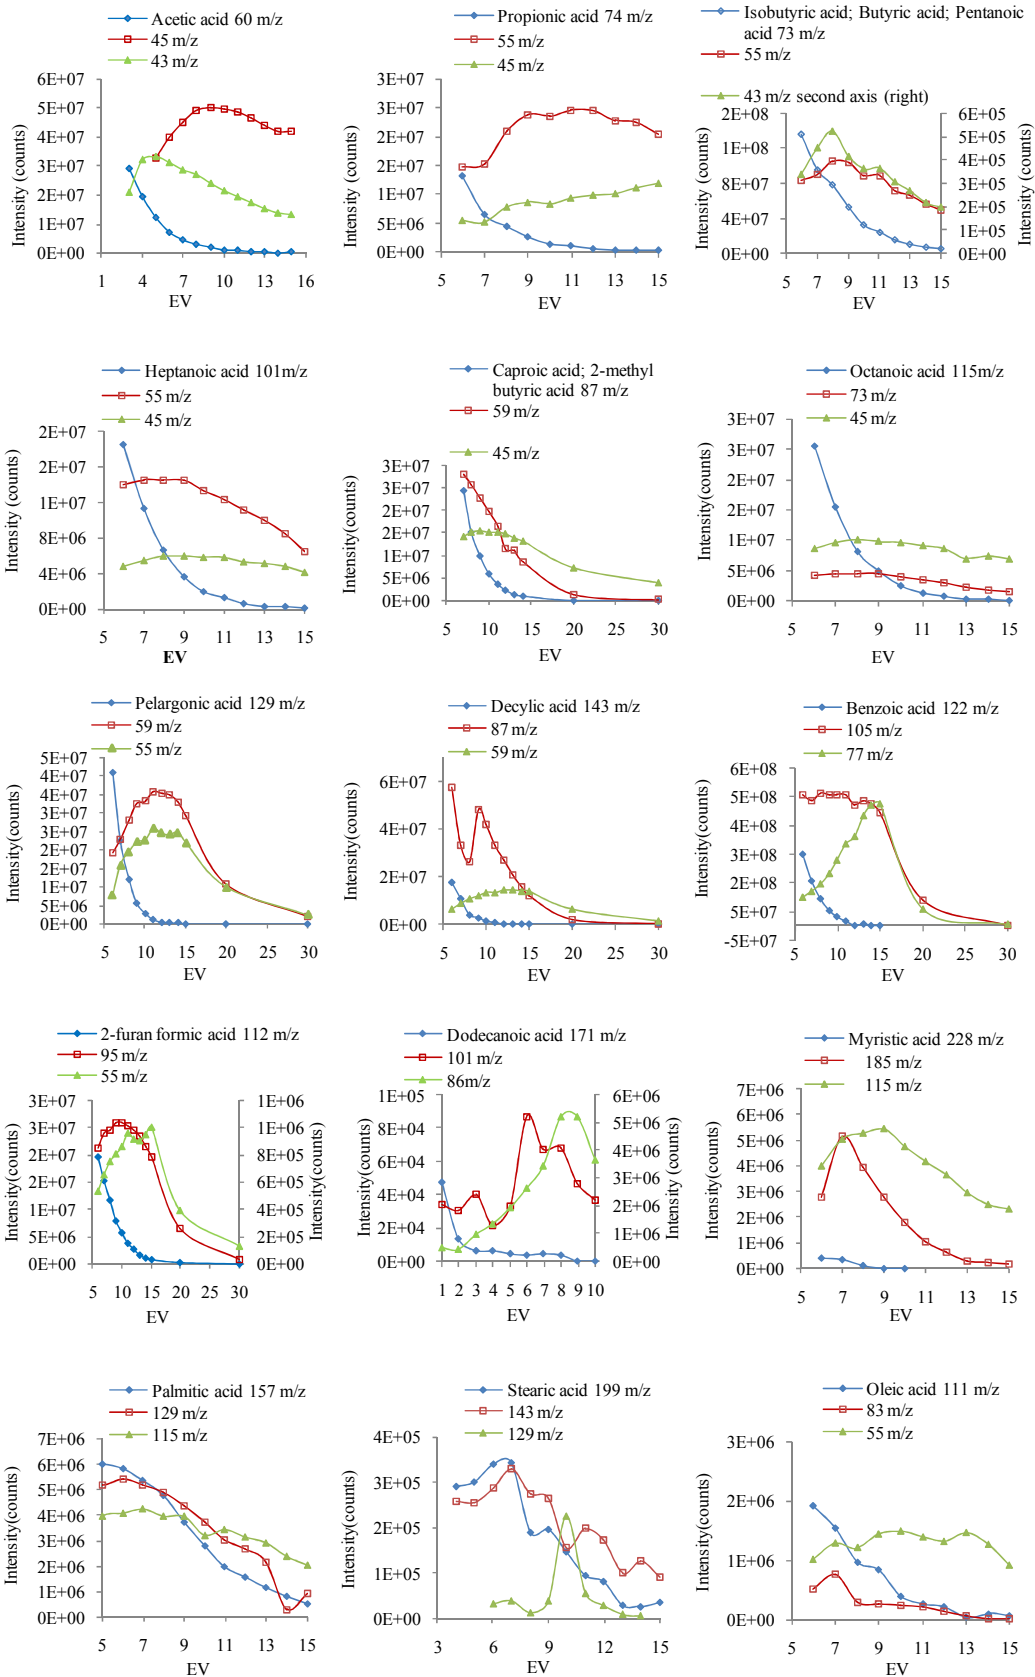 Acetic acid 60 m/z
45 m/z
43 m/z
6E+07
5E+07
4E+07
3E+07
2E+07
1E+07
0E+00
Intensity (counts)
1 4 7 10 13 16
EV
Propionic acid 74 m/z
55 m/z
45 m/z
3E+07
3E+07
2E+07
2E+07
1E+07
5E+06
0E+00
Intensity (counts)
5 7 9 11 13 15
EV
Isobutyric acid; Butyric acid; Pentanoic
acid 73 m/z
55 m/z
43 m/z second axis (right)
2E+08
1E+08
8E+07
4E+07
0E+00
Intensity (counts)
6E+05
5E+05
4E+05
3E+05
2E+05
1E+05
0E+00
Intensity (counts)
5 7 9 11 13 15
EV
Heptanoic acid 101m/z
55 m/z
45 m/z
2E+07
2E+07
1E+07
8E+06
4E+06
0E+00
Intensity (counts)
5 7 9 11 13 15
EV
Caproic acid; 2-methyl
butyric acid 87 m/z
59 m/z
45 m/z
3E+07
3E+07
2E+07
2E+07
1E+07
5E+06
0E+00
Intensity(counts)
5 10 15 20 25 30
EV
Octanoic acid 115m/z
73 m/z
45 m/z
3E+07
3E+07
2E+07
2E+07
1E+07
5E+06
0E+00
Intensity(counts)
5 7 9 11 13 15
EV
Pelargonic acid 129 m/z
59 m/z
55 m/z
5E+07
4E+07
4E+07
3E+07
3E+07
2E+07
2E+07
1E+07
5E+06
0E+00
Intensity(counts)
5 10 15 20 25 30
EV
Decylic acid 143 m/z
87 m/z
59 m/z
6E+07
4E+07
2E+07
0E+00
Intensity(counts)
5 10 15 20 25 30
EV
Benzoic acid 122 m/z
105 m/z
77 m/z
6E+08
5E+08
4E+08
3E+08
2E+08
5E+07
-5E+07
Intensity(counts)
5 10 15 20 25 30
EV
2-furan formic acid 112 m/z
95 m/z
55 m/z
3E+07
3E+07
2E+07
2E+07
1E+07
5E+06
0E+00
Intensity(counts)
1E+06
1E+06
8E+05
6E+05
4E+05
2E+05
0E+00
Intensity(counts)
5 10 15 20 25 30
EV
Dodecanoic acid 171 m/z
101 m/z
86m/z
1E+05
8E+04
6E+04
4E+04
2E+04
0E+00
Intensity(counts)
6E+06
5E+06
4E+06
3E+06
2E+06
1E+06
0E+00
Intensity (counts)
1 2 3 4 5 6 7 8 9 10
EV
Myristic acid 228 m/z
185 m/z
115 m/z
7E+06
6E+06
5E+06
4E+06
3E+06
2E+06
1E+06
0E+00
Intensity(counts)
5 7 9 11 13 15
EV
Palmitic acid 157 m/z
129 m/z
115 m/z
7E+06
6E+06
5E+06
4E+06
3E+06
2E+06
1E+06
0E+00
Intensity(counts)
5 7 9 11 13 15
EV
Stearic acid 199 m/z
143 m/z
129 m/z
4E+05
3E+05
2E+05
1E+05
0E+00
Intensity (counts)
3 6 9 12 15
EV
Oleic acid 111 m/z
83 m/z
55 m/z
3E+06
2E+06
1E+06
0E+00
Intensity(counts)
5 7 9 11 13 15
EV